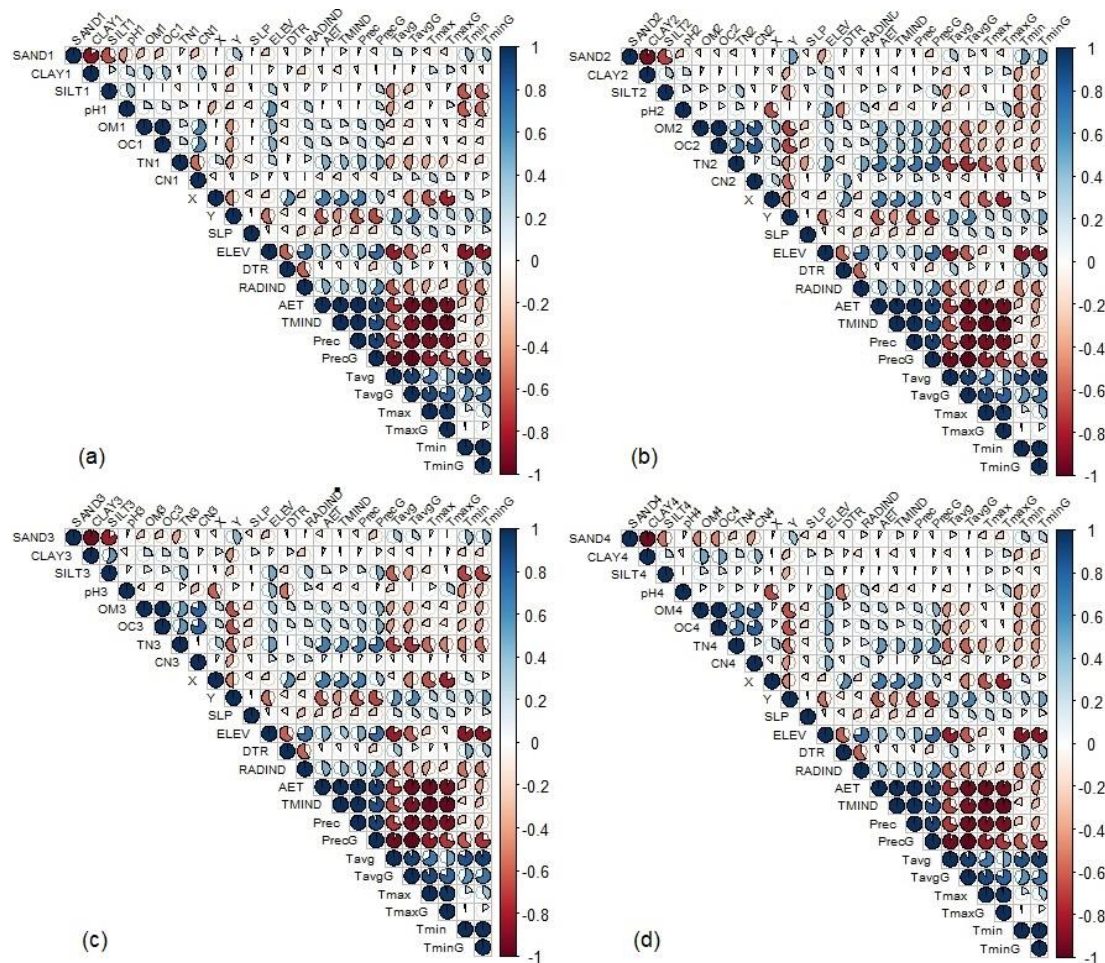 SAND1 CLAY1 SILT1 pH1 OM1 OC1 TN1 CN1 X Y SLP ELEV DTR RADIND AET TMIND Prec PrecG Tavg TavgG Tmax TmaxG Tmin TminG
SAND1
CLAY1
SILT1
pH1
OM1
OC1
TN1
CN1
X
Y
SLP
ELEV
DTR
RADIND
AET
TMIND
Prec
PrecG
Tavg
TavgG
Tmax
TmaxG
Tmin
TminG
1
0.8
0.6
0.4
0.2
0
-0.2
-0.4
-0.6
-0.8
-1
(a)
SAND2 CLAY2 SILT2 pH2 OM2 OC2 TN2 CN2 X Y SLP ELEV DTR RADIND AET TMIND Prec PrecG Tavg TavgG Tmax TmaxG Tmin TminG
SAND2
CLAY2
SILT2
pH2
OM2
OC2
TN2
CN2
X
Y
SLP
ELEV
DTR
RADIND
AET
TMIND
Prec
PrecG
Tavg
TavgG
Tmax
TmaxG
Tmin
TminG
1
0.8
0.6
0.4
0.2
0
-0.2
-0.4
-0.6
-0.8
-1
(b)
SAND3 CLAY3 SILT3 pH3 OM3 OC3 TN3 CN3 X Y SLP ELEV DTR RADIND AET TMIND Prec PrecG Tavg TavgG Tmax TmaxG Tmin TminG
SAND3
CLAY3
SILT3
pH3
OM3
OC3
TN3
CN3
X
Y
SLP
ELEV
DTR
RADIND
AET
TMIND
Prec
PrecG
Tavg
TavgG
Tmax
TmaxG
Tmin
TminG
1
0.8
0.6
0.4
0.2
0
-0.2
-0.4
-0.6
-0.8
-1
(c)
SAND4 CLAY4 SILT4 pH4 OM4 OC4 TN4 CN4 X Y SLP ELEV DTR RADIND AET TMIND Prec PrecG Tavg TavgG Tmax TmaxG Tmin TminG
SAND4
CLAY4
SILT4
pH4
OM4
OC4
TN4
CN4
X
Y
SLP
ELEV
DTR
RADIND
AET
TMIND
Prec
PrecG
Tavg
TavgG
Tmax
TmaxG
Tmin
TminG
1
0.8
0.6
0.4
0.2
0
-0.2
-0.4
-0.6
-0.8
-1
(d)